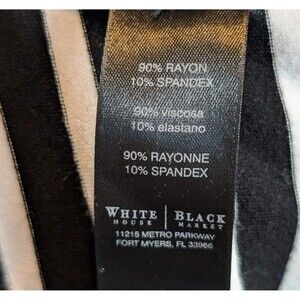 90% RAYON
10% SPANDEX
90% viscosa
10% elastano
90% RAYONNE
10% SPANDEX
WHITE | BLACK
HOUSE | MARKET
11215 METRO PARKWAY
FORT MYERS, FL 33966